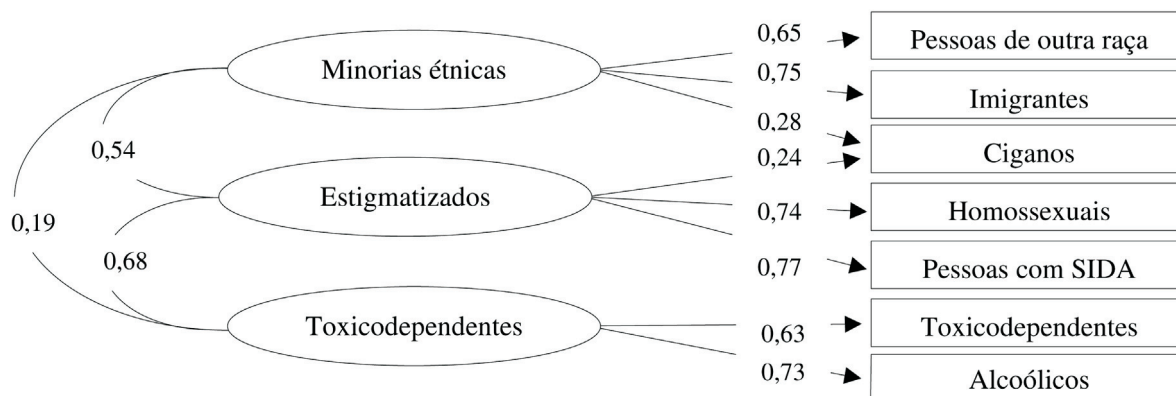 0,65
Pessoas de outra raça
Minorias étnicas
0,75
Imigrantes
0,28
0,54
Ciganos
0,24
Estigmatizados
0,74
Homossexuais
0,19
0,68
0,77
Pessoas com SIDA
Toxicodependentes
0,63
Toxicodependentes
0,73
Alcoólicos